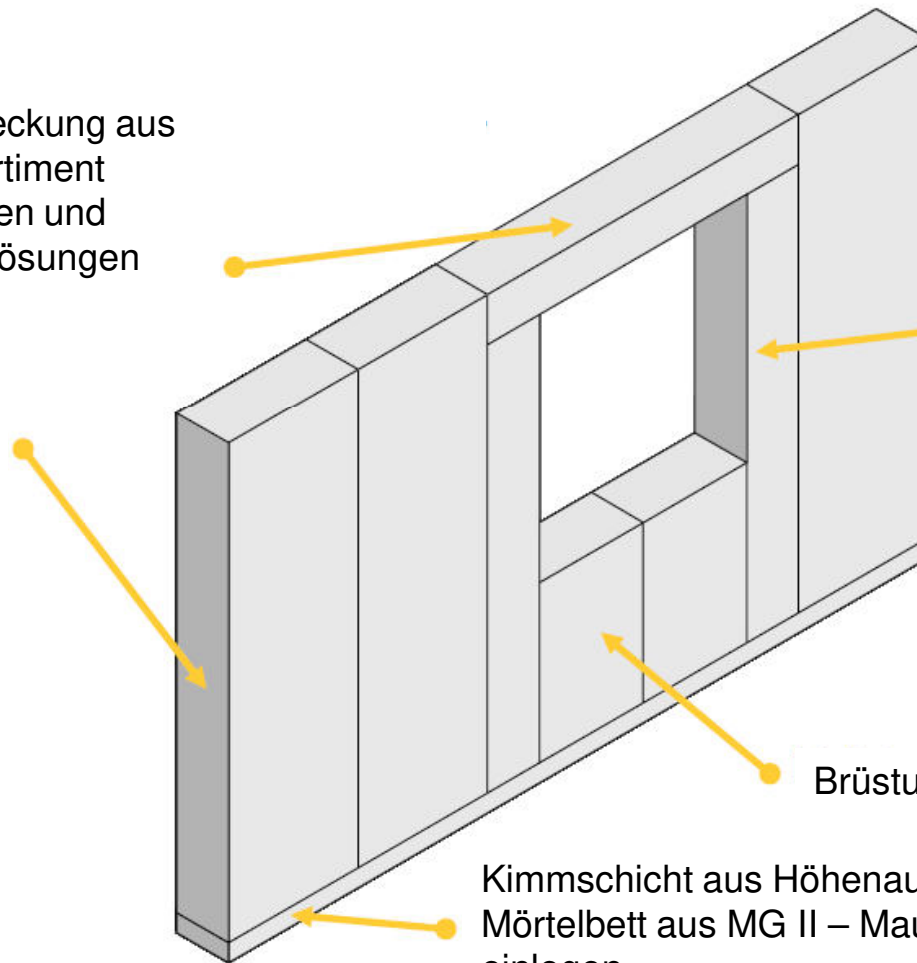 eckung aus
rtiment
en und
ösungen
Brüstu
Kimmschicht aus Höhenau
Mörtelbett aus MG II – Mau